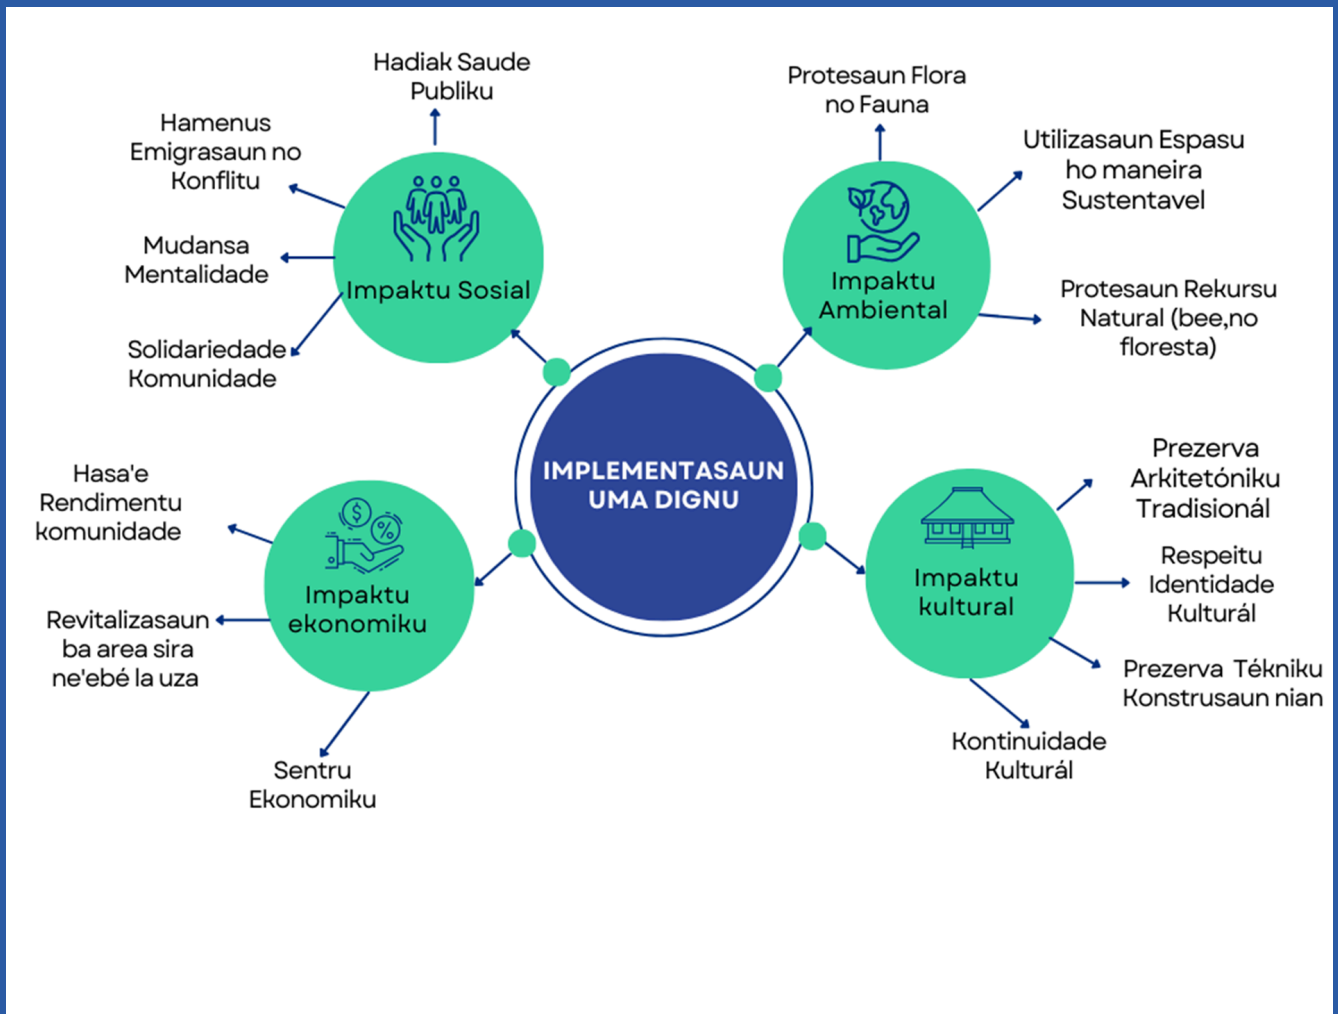 Hadiak Saude
Publiku
Hamenus
Emigrasaun no
Konflitu
Mudansa
Mentalidade
Solidariedade
Komunidade
Impaktu Sosial
Protesaun Flora
no Fauna
Utilizasaun Espasu
ho maneira
Sustentavel
Protesaun Rekursu
Natural (bee,no
floresta)
Impaktu
Ambiental
IMPLEMENTASAUN
UMA DIGNU
Hasa'e
Rendimentu
komunidade
Revitalizasaun
ba area sira
ne'ebé la uza
Sentru
Ekonomiku
Impaktu
ekonomiku
Prezerva
Arkitetóniku
Tradisionál
Respeitu
Identidade
Kulturál
Prezerva Tékniku
Konstrusaun nian
Kontinuidade
Kulturál
Impaktu
kultural